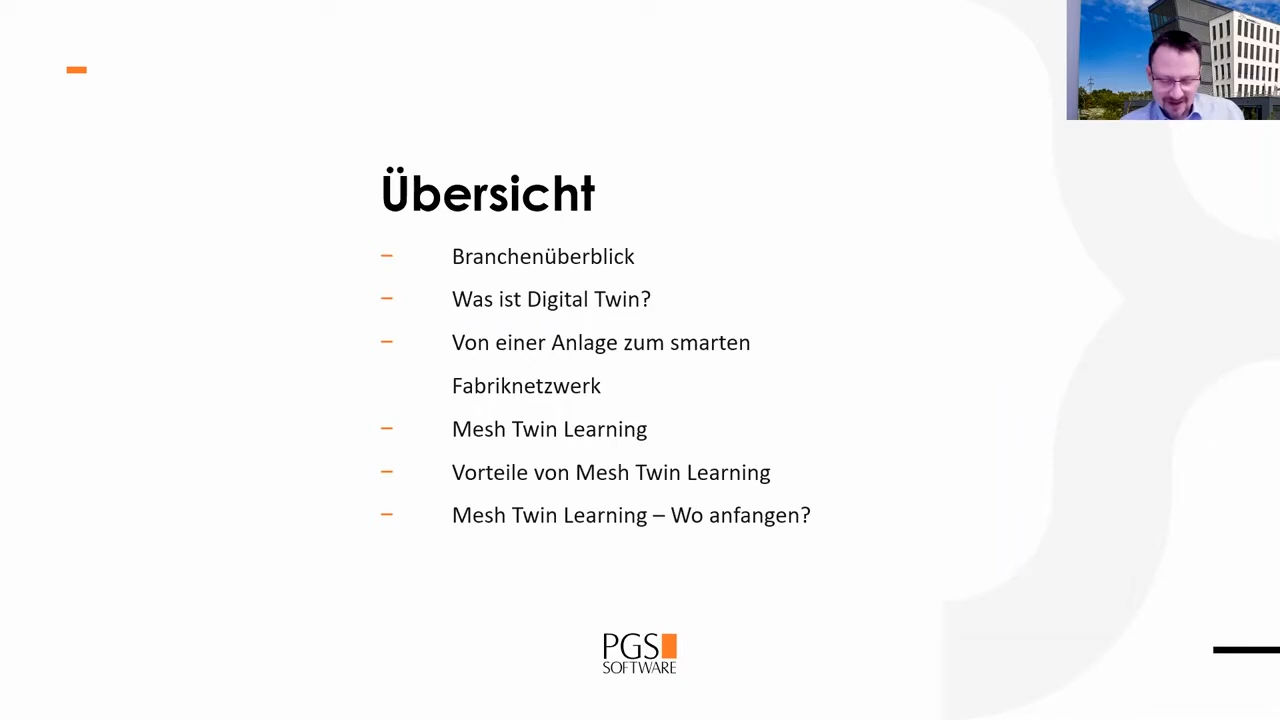 Übersicht
– Branchenüberblick
– Was ist Digital Twin?
– Von einer Anlage zum smarten
Fabriknetzwerk
– Mesh Twin Learning
– Vorteile von Mesh Twin Learning
– Mesh Twin Learning – Wo anfangen?
PGS
SOFTWARE